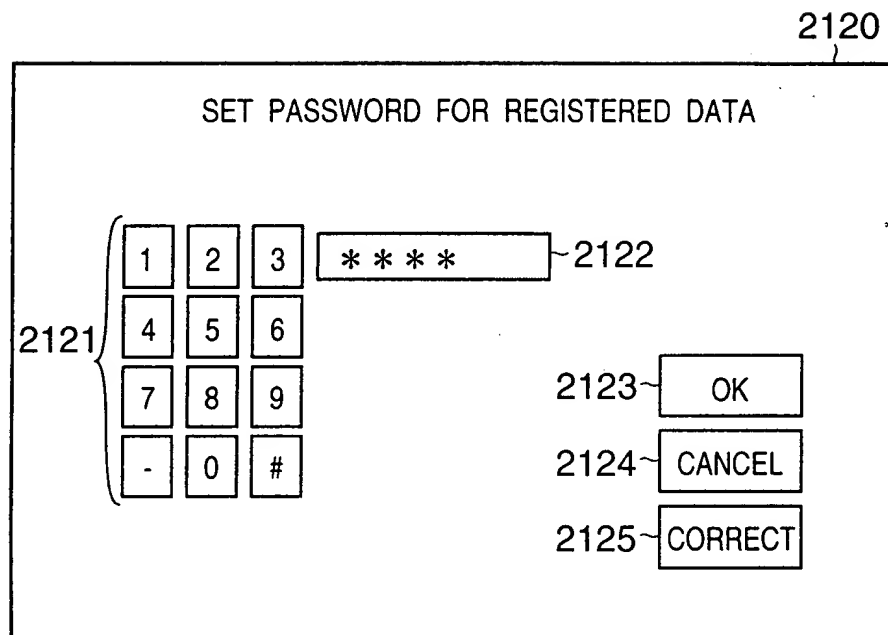 2120
SET PASSWORD FOR REGISTERED DATA
1 2 3 * * * * 2122
2121 4 5 6
7 8 9 2123 OK
- 0 # 2124 CANCEL
2125 CORRECT